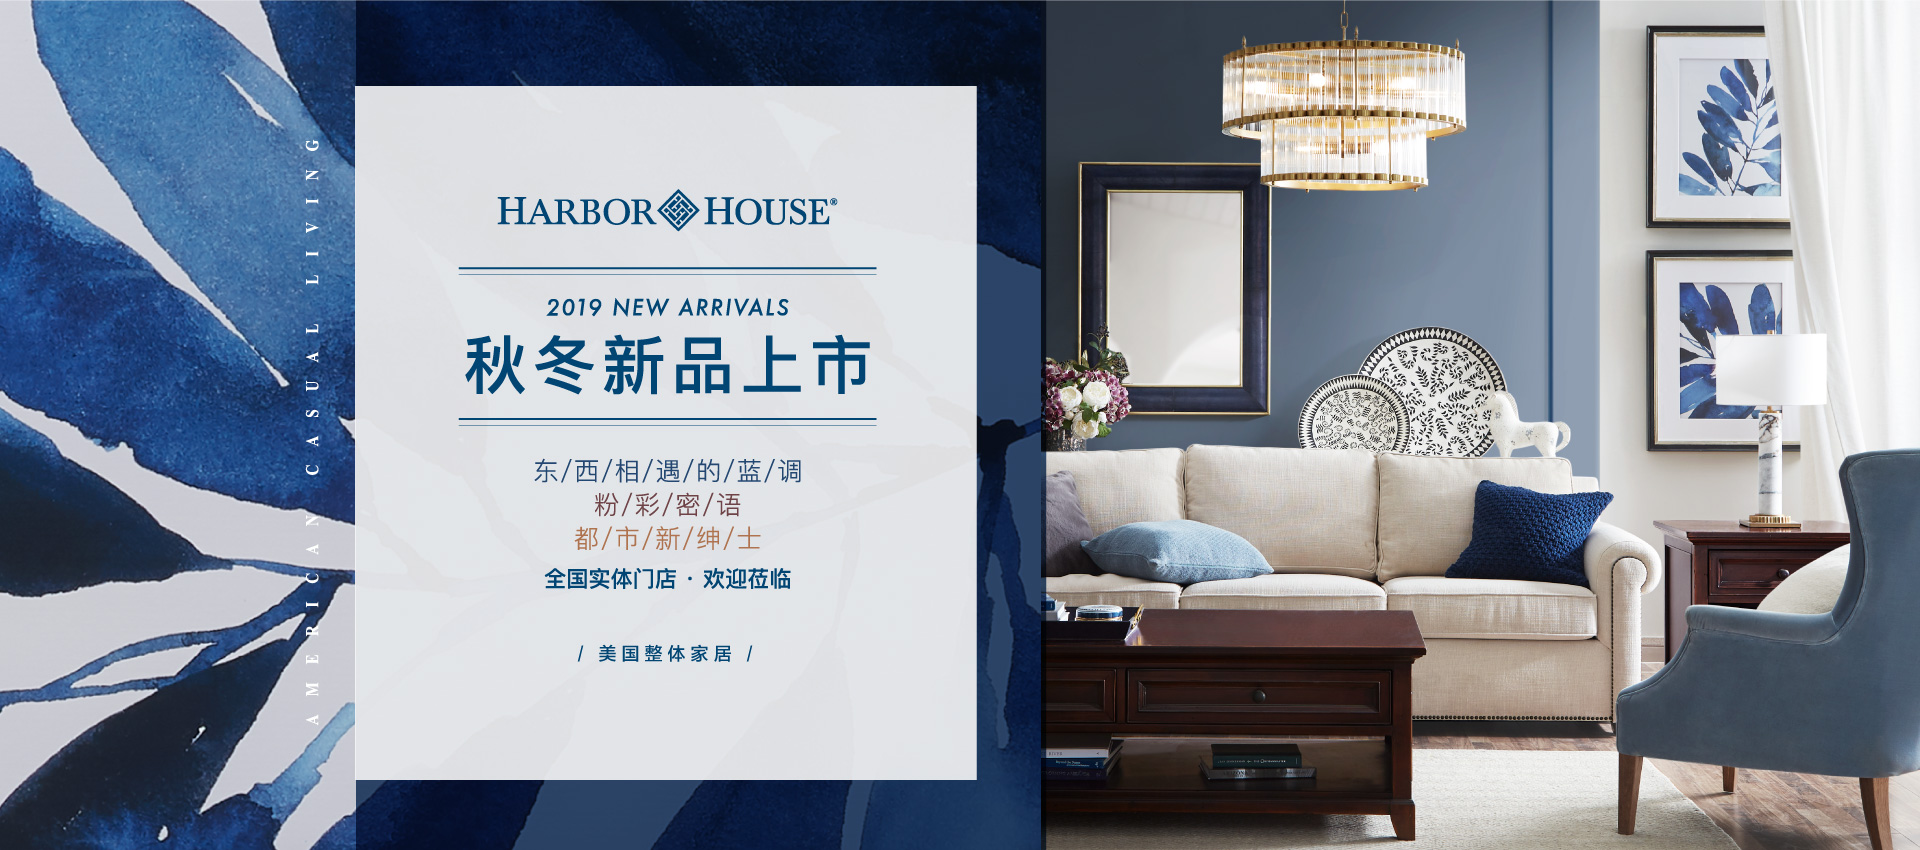 AMERICAN CASUAL LIVING
HARBOR HOUSE®
2019 NEW ARRIVALS
秋冬新品上市
东/西/相/遇/的/蓝/调
粉/彩/密/语
都/市/新/绅/士
全国实体门店 · 欢迎莅临
/ 美国整体家居 /